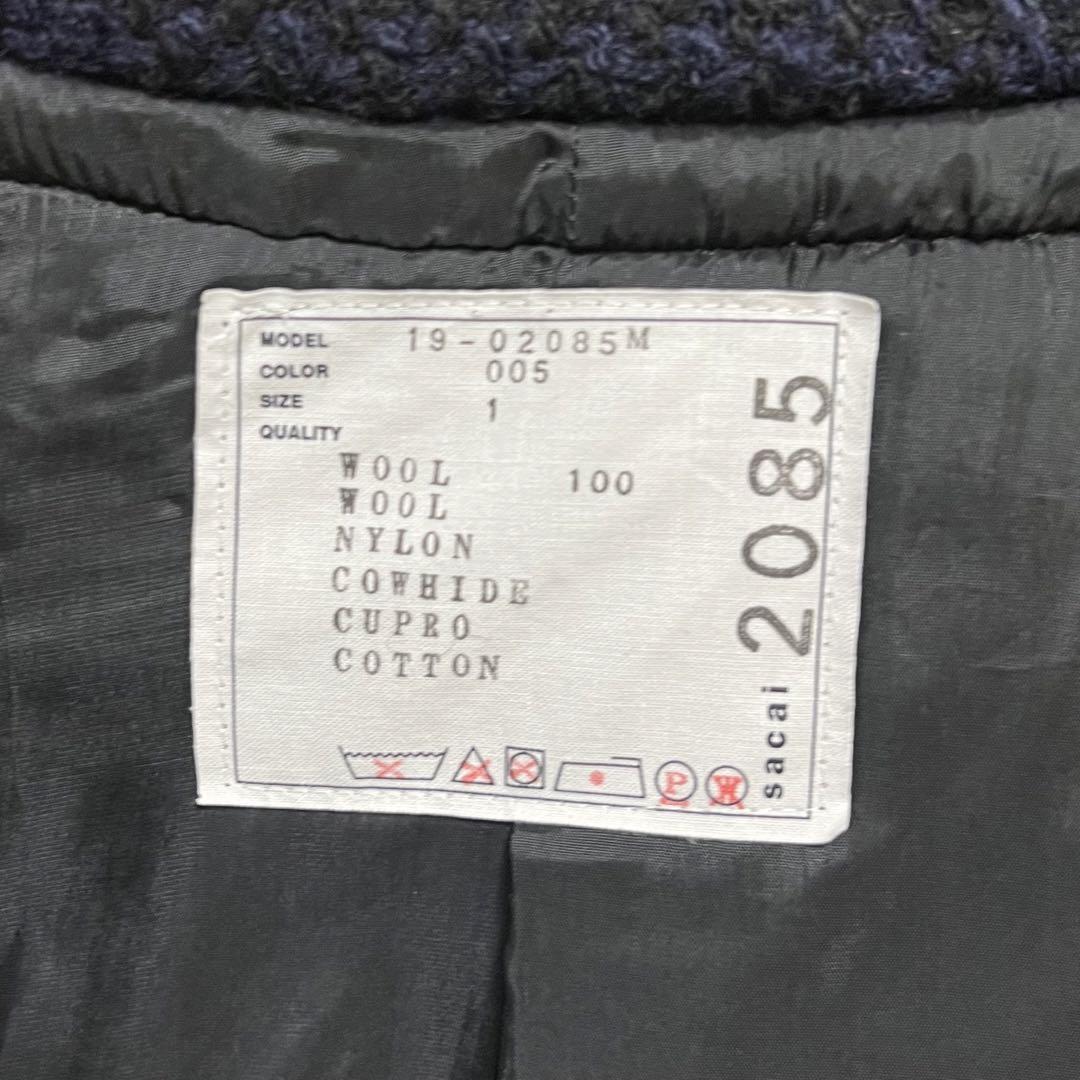 MODEL 19-02085M
COLOR 005
SIZE 1
QUALITY
WOOL 100
WOOL
NYLON
COWHIDE
CUPRO
COTTON
P
W
sacai 2085